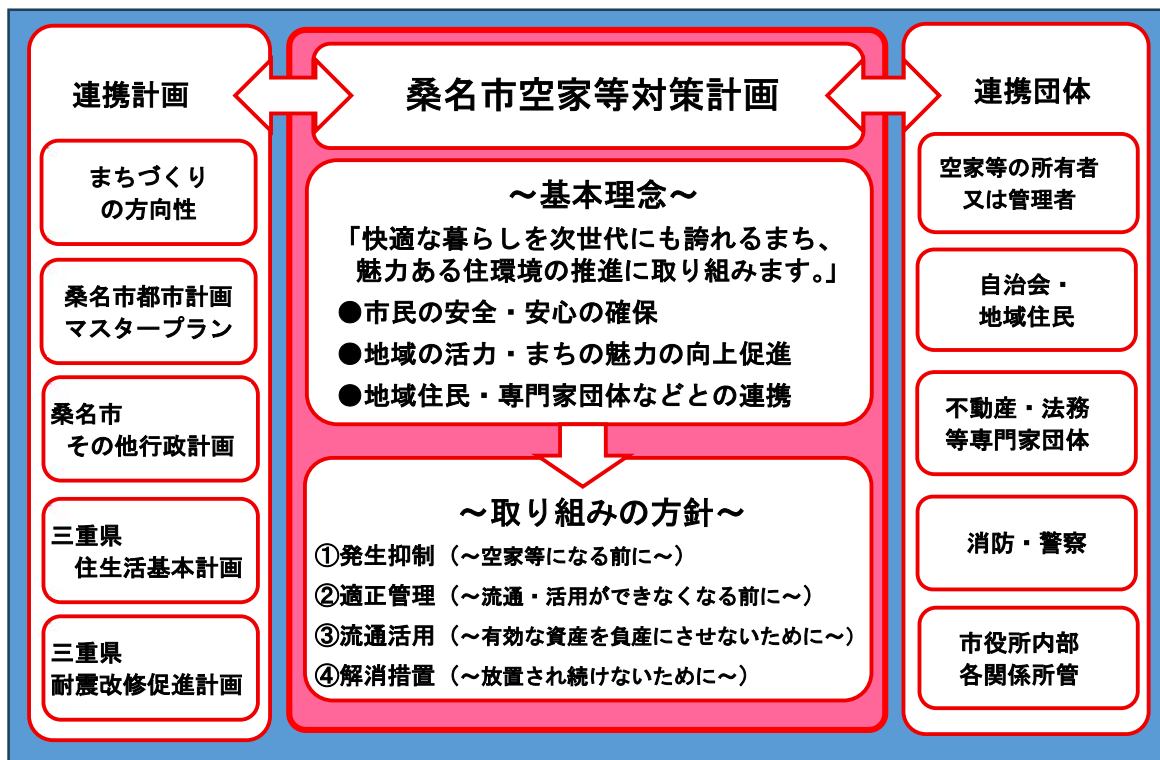 連携計画
まちづくり
の方向性
桑名市都市計画
マスタープラン
桑名市
その他行政計画
三重県
住生活基本計画
三重県
耐震改修促進計画
桑名市空家等対策計画
～基本理念～
「快適な暮らしを次世代にも誇れるまち、
魅力ある住環境の推進に取り組みます。」
●市民の安全・安心の確保
●地域の活力・まちの魅力の向上促進
●地域住民・専門家団体などとの連携
～取り組みの方針～
①発生抑制（～空家等になる前に～）
②適正管理（～流通・活用ができなくなる前に～）
③流通活用（～有効な資産を負産にさせないために～）
④解消措置（～放置され続けないために～）
連携団体
空家等の所有者
又は管理者
自治会・
地域住民
不動産・法務
等専門家団体
消防・警察
市役所内部
各関係所管